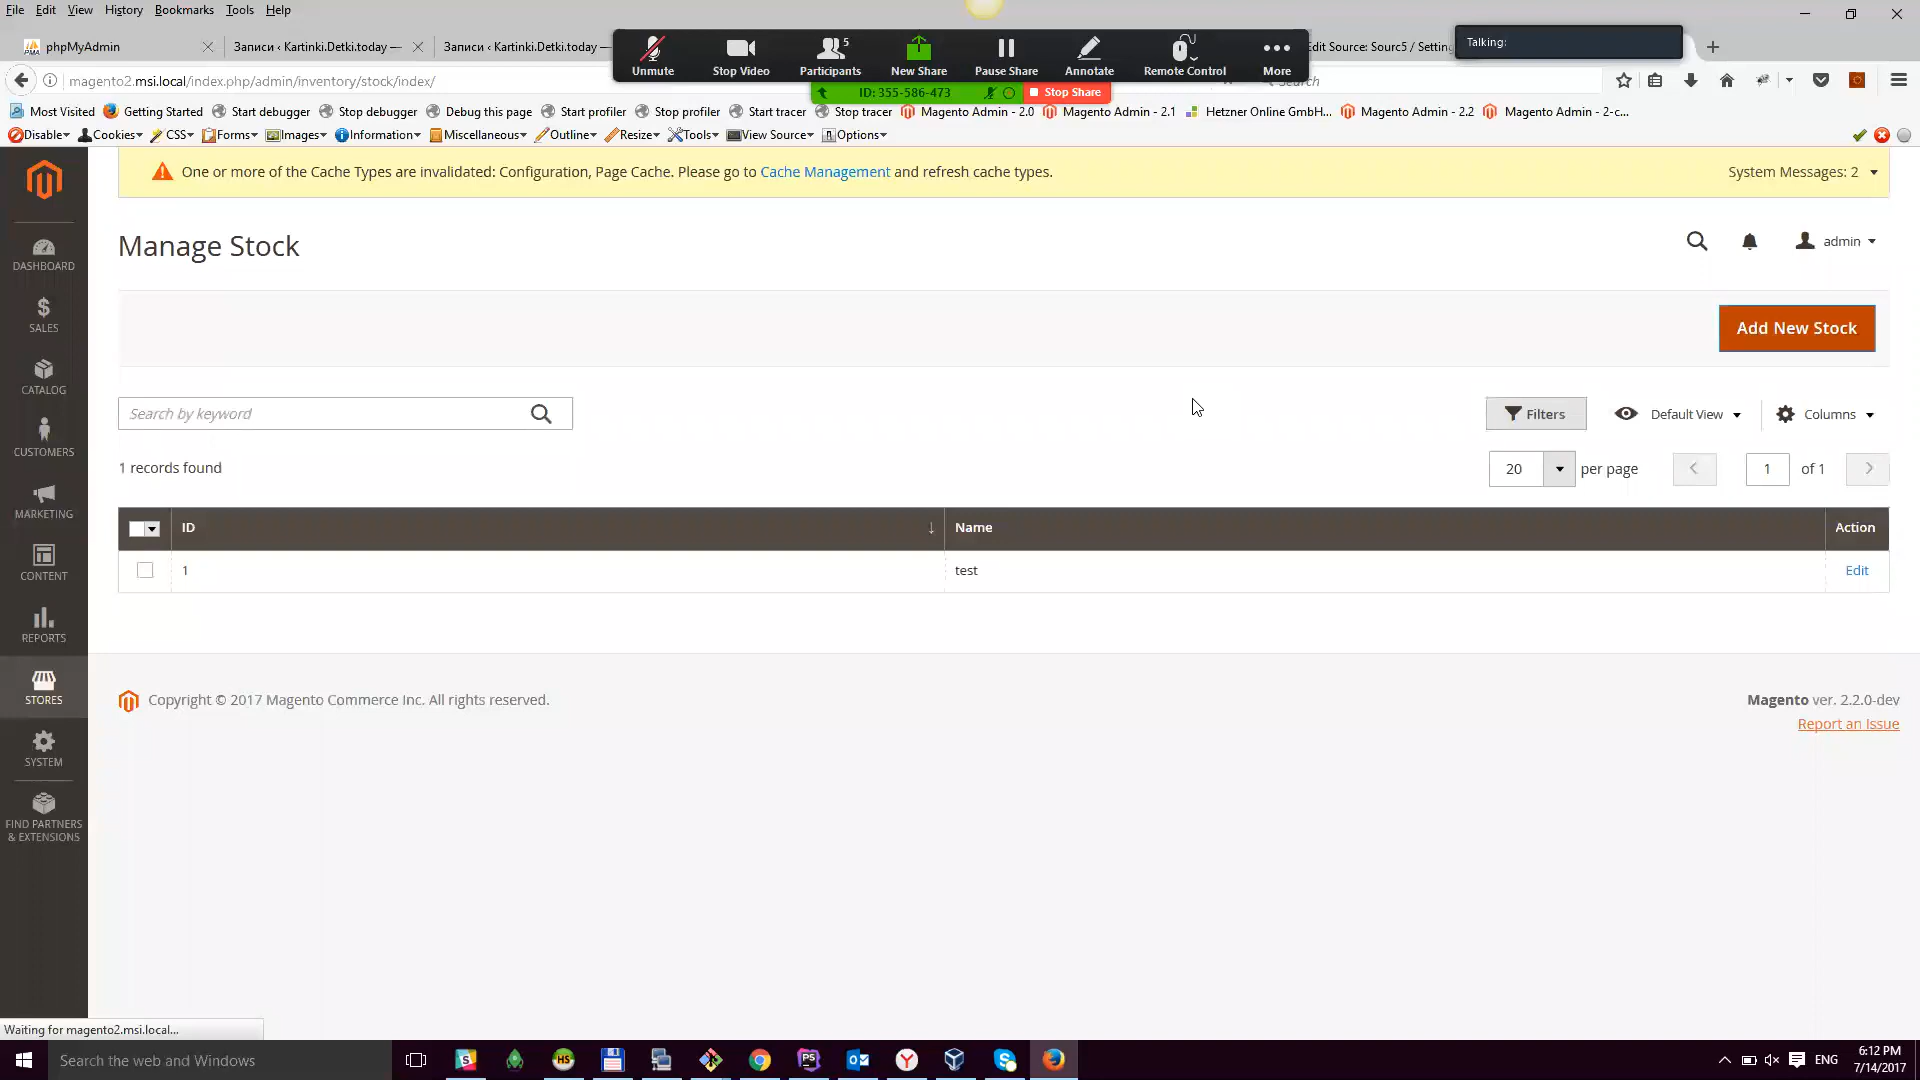 File Edit View History Bookmarks Tools Help
phpMyAdmin
Записи ‹ Kartinki.Detki.today —
Записи ‹ Kartinki.Detki.today —
Edit Source: Sourc5 / Setting
Talking:
Unmute Stop Video Participants 5 New Share Pause Share Annotate Remote Control More
magento2.msi.local/index.php/admin/inventory/stock/index/
Search
ID: 355-586-473 Stop Share
Most Visited Getting Started Start debugger Stop debugger Debug this page Start profiler Stop profiler Start tracer Stop tracer Magento Admin - 2.0 Magento Admin - 2.1 Hetzner Online GmbH... Magento Admin - 2.2 Magento Admin - 2-c...
Disable Cookies CSS Forms Images Information Miscellaneous Outline Resize Tools View Source Options
One or more of the Cache Types are invalidated: Configuration, Page Cache. Please go to Cache Management and refresh cache types.
System Messages: 2
Manage Stock
admin
Add New Stock
Search by keyword
Filters Default View Columns
1 records found
20 per page 1 of 1
ID Name Action
1 test Edit
DASHBOARD
SALES
CATALOG
CUSTOMERS
MARKETING
CONTENT
REPORTS
STORES
SYSTEM
FIND PARTNERS
& EXTENSIONS
Copyright © 2017 Magento Commerce Inc. All rights reserved.
Magento ver. 2.2.0-dev
Report an Issue
Waiting for magento2.msi.local...
Search the web and Windows
ENG
6:12 PM
7/14/2017